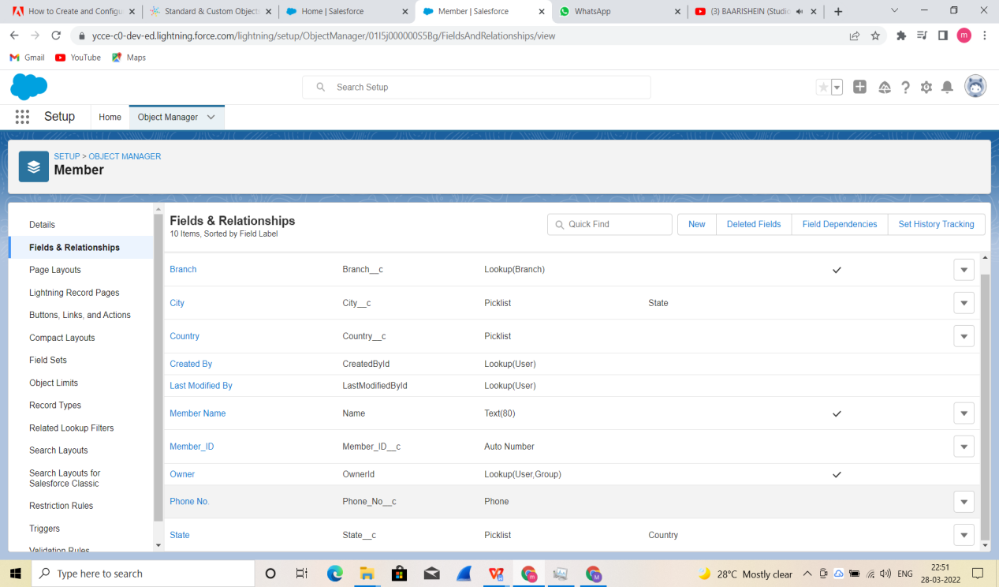 How to Create and Configu
Standard & Custom Objects
Home | Salesforce
Member | Salesforce
WhatsApp
(3) BAARISHEIN (Studio
ycce-c0-dev-ed.lightning.force.com/lightning/setup/ObjectManager/01I5j000000S5Bg/FieldsAndRelationships/view
m
Gmail
YouTube
Maps
Search Setup
Setup
Home
Object Manager
SETUP > OBJECT MANAGER
Member
Details
Fields & Relationships
Page Layouts
Lightning Record Pages
Buttons, Links, and Actions
Compact Layouts
Field Sets
Object Limits
Record Types
Related Lookup Filters
Search Layouts
Search Layouts for
Salesforce Classic
Restriction Rules
Triggers
Validation Rules
Fields & Relationships
10 Items, Sorted by Field Label
Quick Find
New
Deleted Fields
Field Dependencies
Set History Tracking
Branch Branch__c Lookup(Branch)
City City__c Picklist State
Country Country__c Picklist
Created By CreatedById Lookup(User)
Last Modified By LastModifiedById Lookup(User)
Member Name Name Text(80)
Member_ID Member_ID__c Auto Number
Owner OwnerId Lookup(User,Group)
Phone No. Phone_No__c Phone
State State__c Picklist Country
Type here to search
28°C Mostly clear
ENG
22:51
28-03-2022